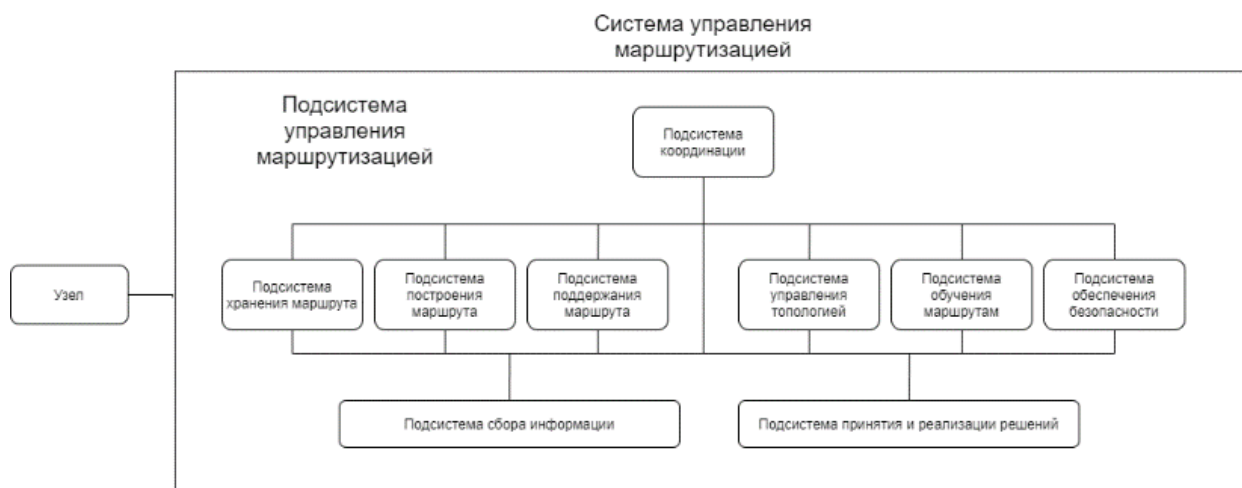 Система управления
маршрутизацией
Подсистема
управления
маршрутизацией
Подсистема
координации
Узел
Подсистема
хранения маршрута
Подсистема
построения
маршрута
Подсистема
поддержания
маршрута
Подсистема
управления
топологией
Подсистема
обучения
маршрутам
Подсистема
обеспечения
безопасности
Подсистема сбора информации
Подсистема принятия и реализации решений